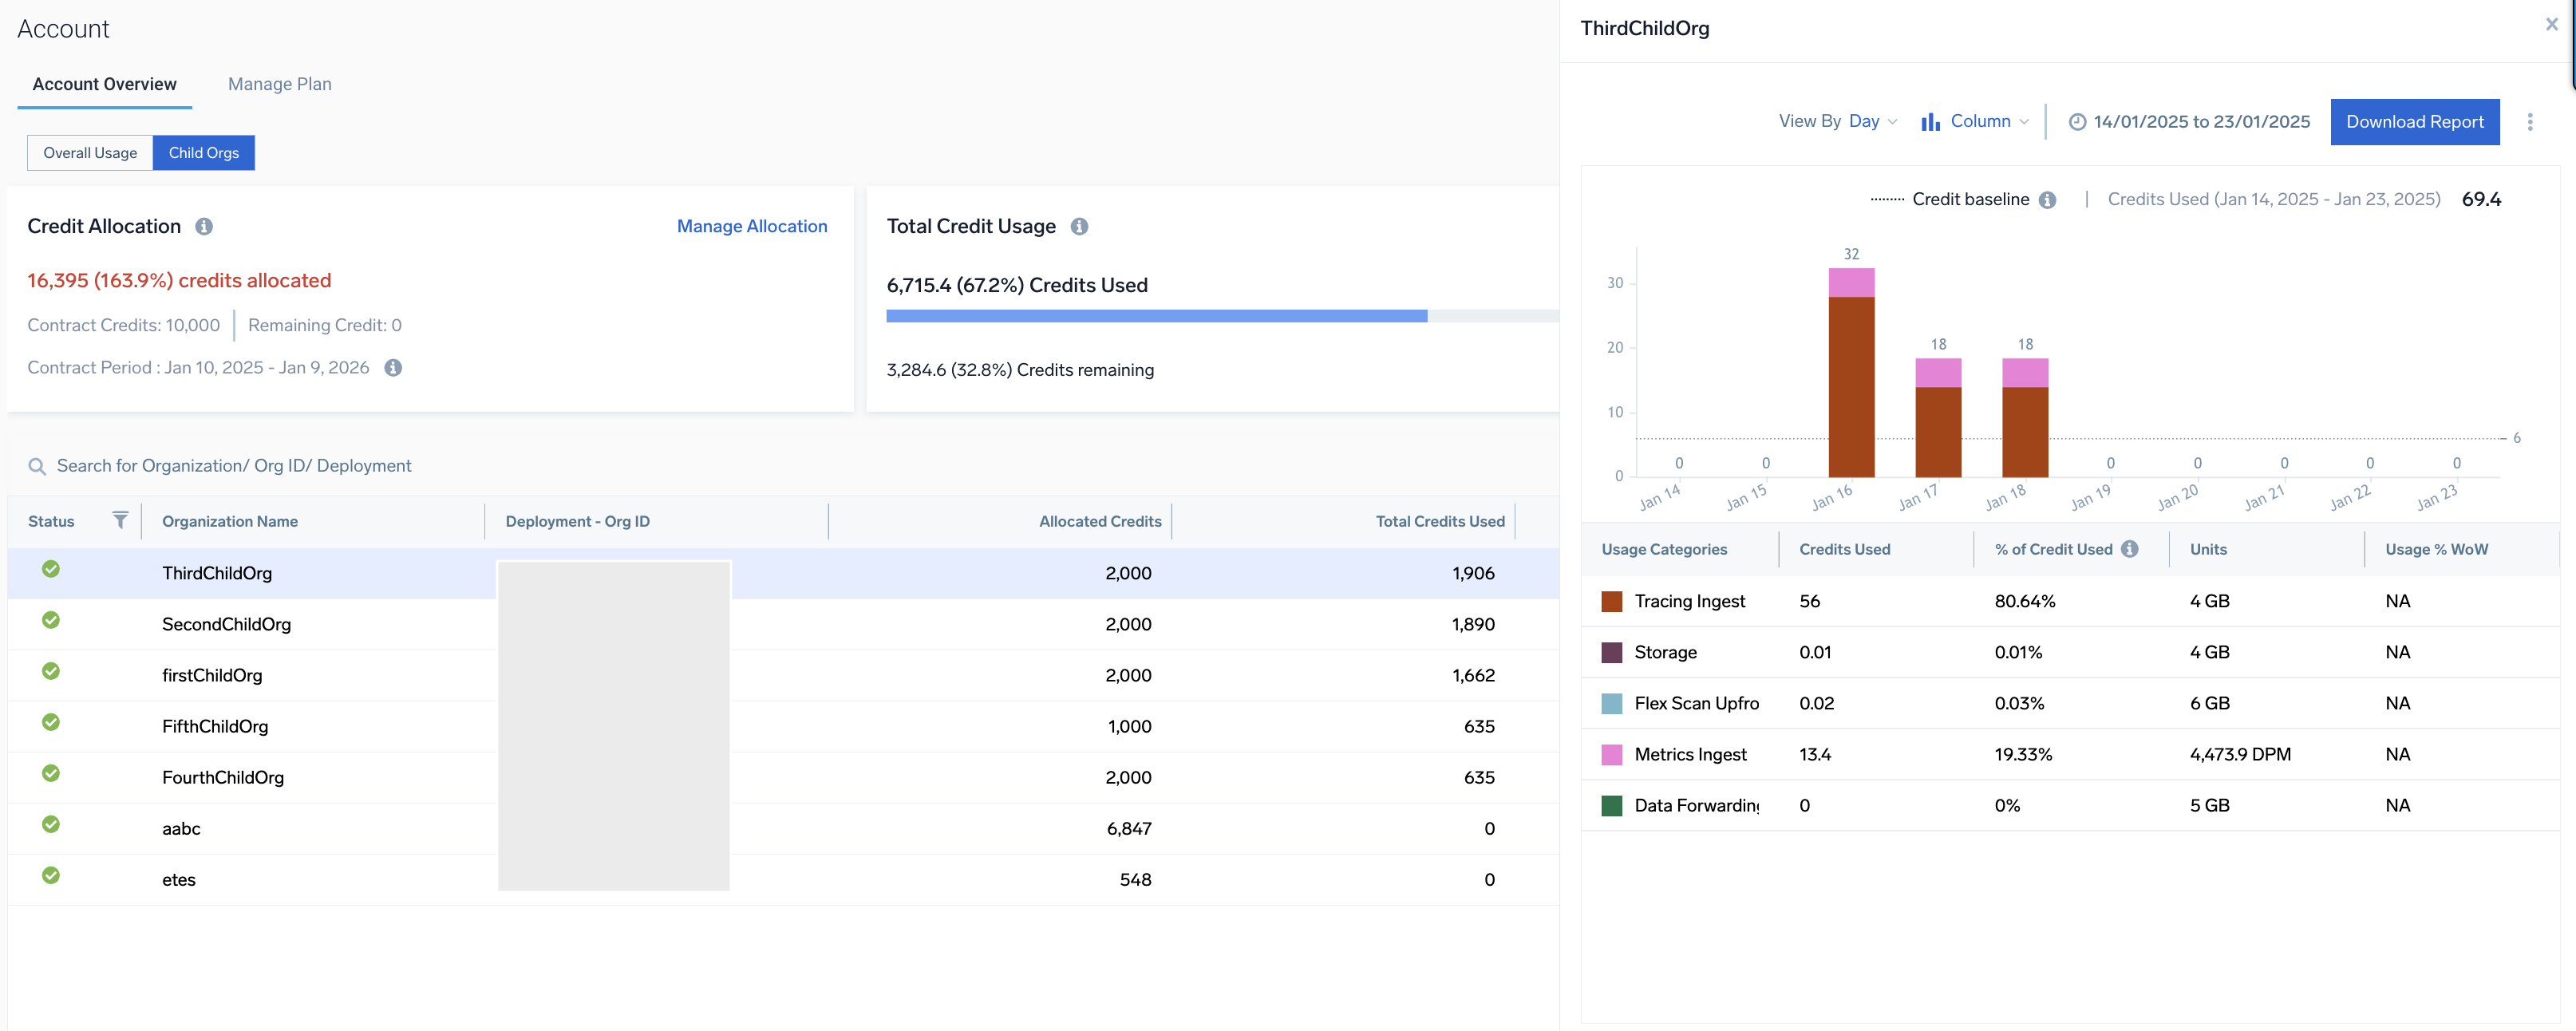 Account
Account Overview
Manage Plan
Overall Usage
Child Orgs
Credit Allocation
Manage Allocation
16,395 (163.9%) credits allocated
Contract Credits: 10,000
Remaining Credit: 0
Contract Period : Jan 10, 2025 - Jan 9, 2026
Total Credit Usage
6,715.4 (67.2%) Credits Used
3,284.6 (32.8%) Credits remaining
Search for Organization/ Org ID/ Deployment
Status Organization Name Deployment - Org ID Allocated Credits Total Credits Used
ThirdChildOrg 2,000 1,906
SecondChildOrg 2,000 1,890
firstChildOrg 2,000 1,662
FifthChildOrg 1,000 635
FourthChildOrg 2,000 635
aabc 6,847 0
etes 548 0
ThirdChildOrg
View By Day Column 14/01/2025 to 23/01/2025 Download Report
Credit baseline | Credits Used (Jan 14, 2025 - Jan 23, 2025) 69.4
32
30
18 18
20
10
6
0 0 0 0 0 0 0
0
Jan 14 Jan 15 Jan 16 Jan 17 Jan 18 Jan 19 Jan 20 Jan 21 Jan 22 Jan 23
Usage Categories Credits Used % of Credit Used Units Usage % WoW
Tracing Ingest 56 80.64% 4 GB NA
Storage 0.01 0.01% 4 GB NA
Flex Scan Upfro 0.02 0.03% 6 GB NA
Metrics Ingest 13.4 19.33% 4,473.9 DPM NA
Data Forwarding 0 0% 5 GB NA